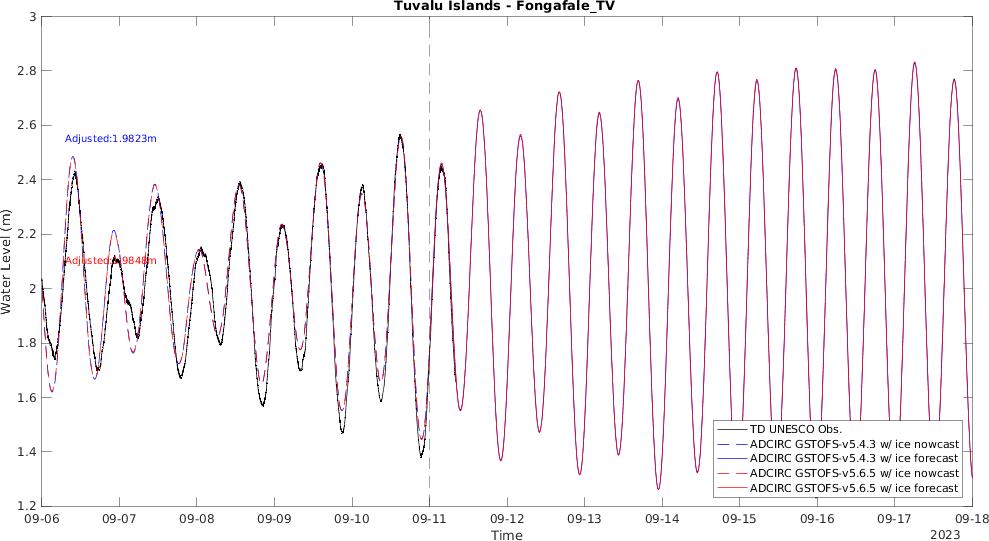 Tuvalu Islands - Fongafale_TV
Water Level (m)
3
2.8
2.6
2.4
2.2
2
1.8
1.6
1.4
1.2
Adjusted:1.9823m
Adjusted:1.9848m
TD UNESCO Obs.
ADCIRC GSTOFS-v5.4.3 w/ ice nowcast
ADCIRC GSTOFS-v5.4.3 w/ ice forecast
ADCIRC GSTOFS-v5.6.5 w/ ice nowcast
ADCIRC GSTOFS-v5.6.5 w/ ice forecast
09-06 09-07 09-08 09-09 09-10 09-11 09-12 09-13 09-14 09-15 09-16 09-17 09-18
Time
2023